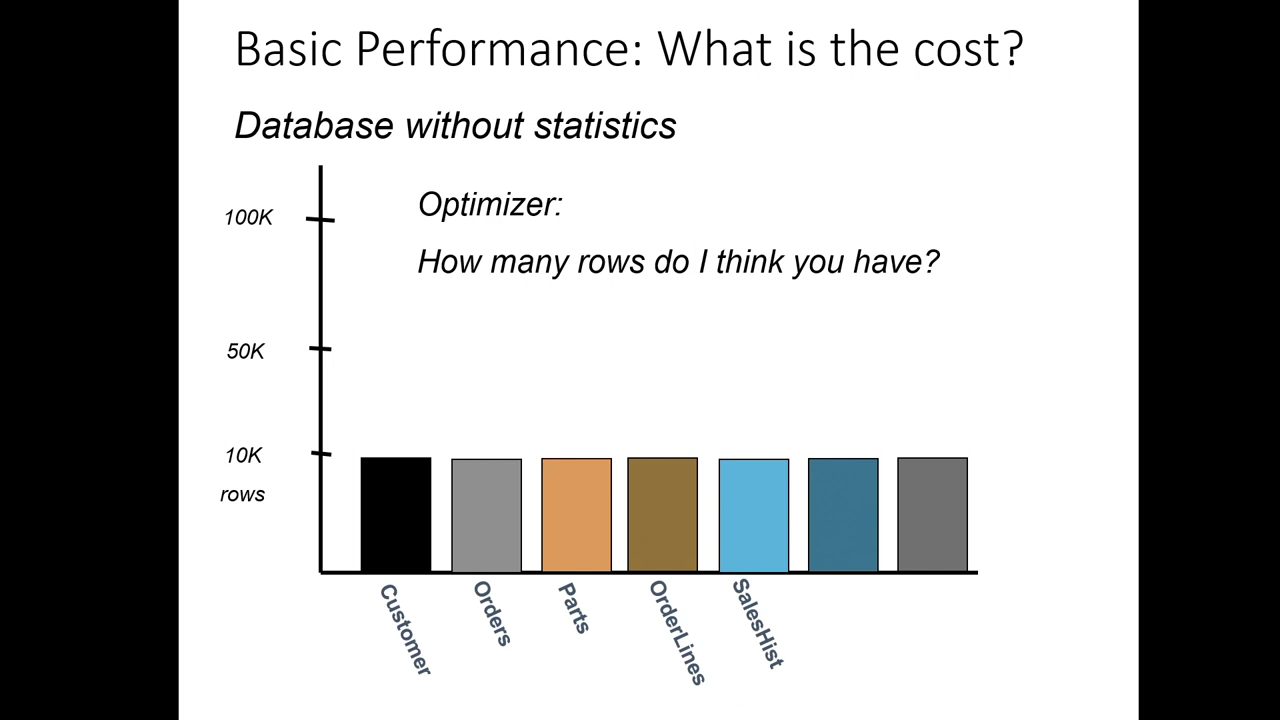 Basic Performance: What is the cost?
Database without statistics
Optimizer:
How many rows do I think you have?
100K
50K
10K
rows
Customer
Orders
Parts
OrderLines
SalesHist